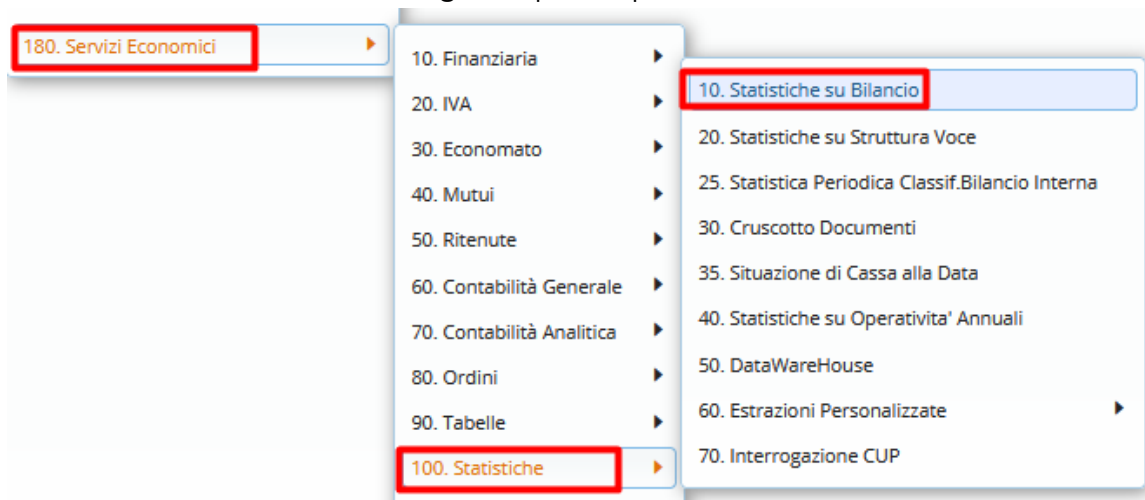 180. Servizi Economici
10. Finanziaria
20. IVA
30. Economato
40. Mutui
50. Ritenute
60. Contabilità Generale
70. Contabilità Analitica
80. Ordini
90. Tabelle
100. Statistiche
10. Statistiche su Bilancio
20. Statistiche su Struttura Voce
25. Statistica Periodica Classif.Bilancio Interna
30. Cruscotto Documenti
35. Situazione di Cassa alla Data
40. Statistiche su Operativita' Annuali
50. DataWareHouse
60. Estrazioni Personalizzate
70. Interrogazione CUP